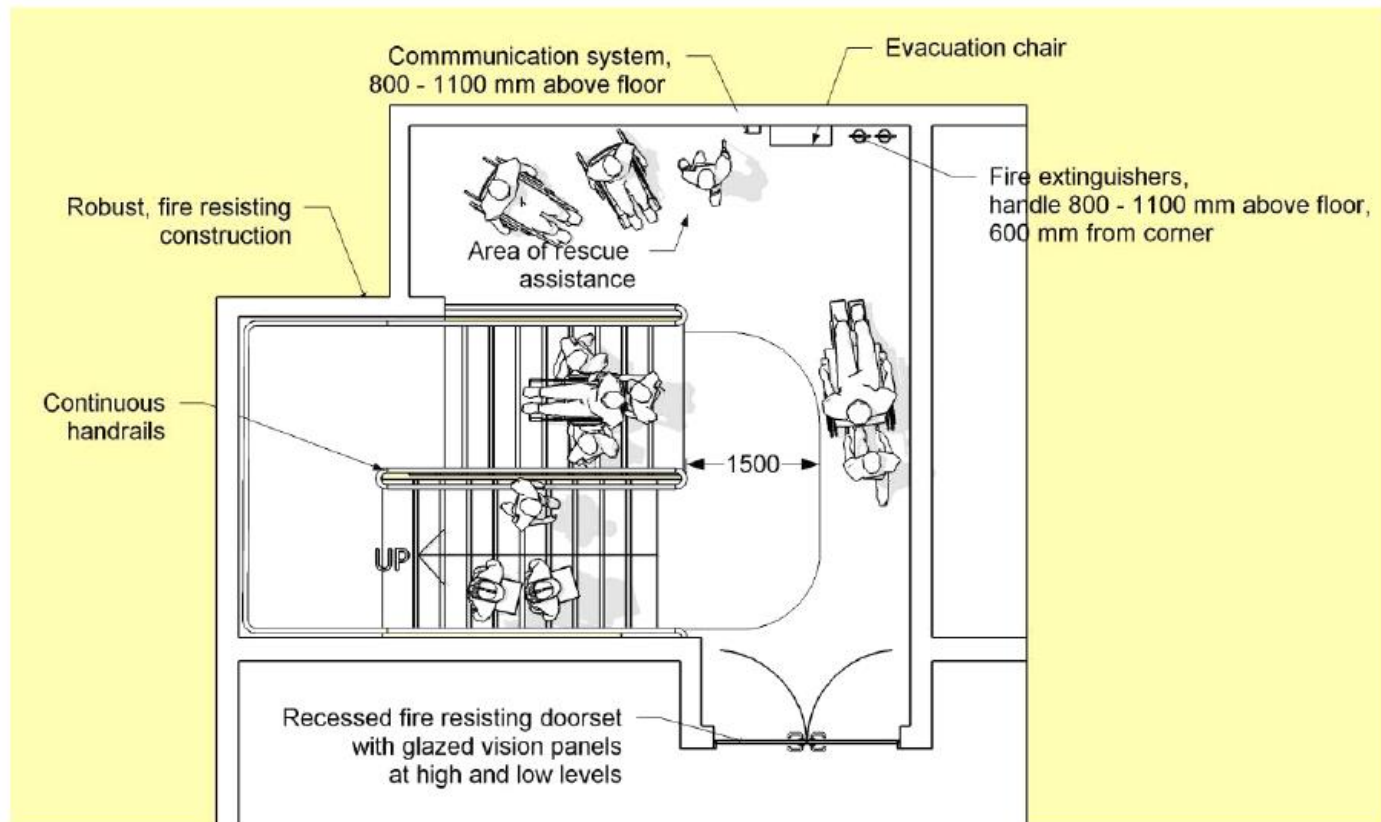 Commmunication system,
800 - 1100 mm above floor
Evacuation chair
Robust, fire resisting
construction
Fire extinguishers,
handle 800 - 1100 mm above floor,
600 mm from corner
Area of rescue
assistance
Continuous
handrails
1500
UP
Recessed fire resisting doorset
with glazed vision panels
at high and low levels